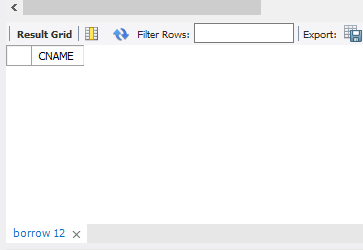 Result Grid Filter Rows: Export:
CNAME
borrow 12